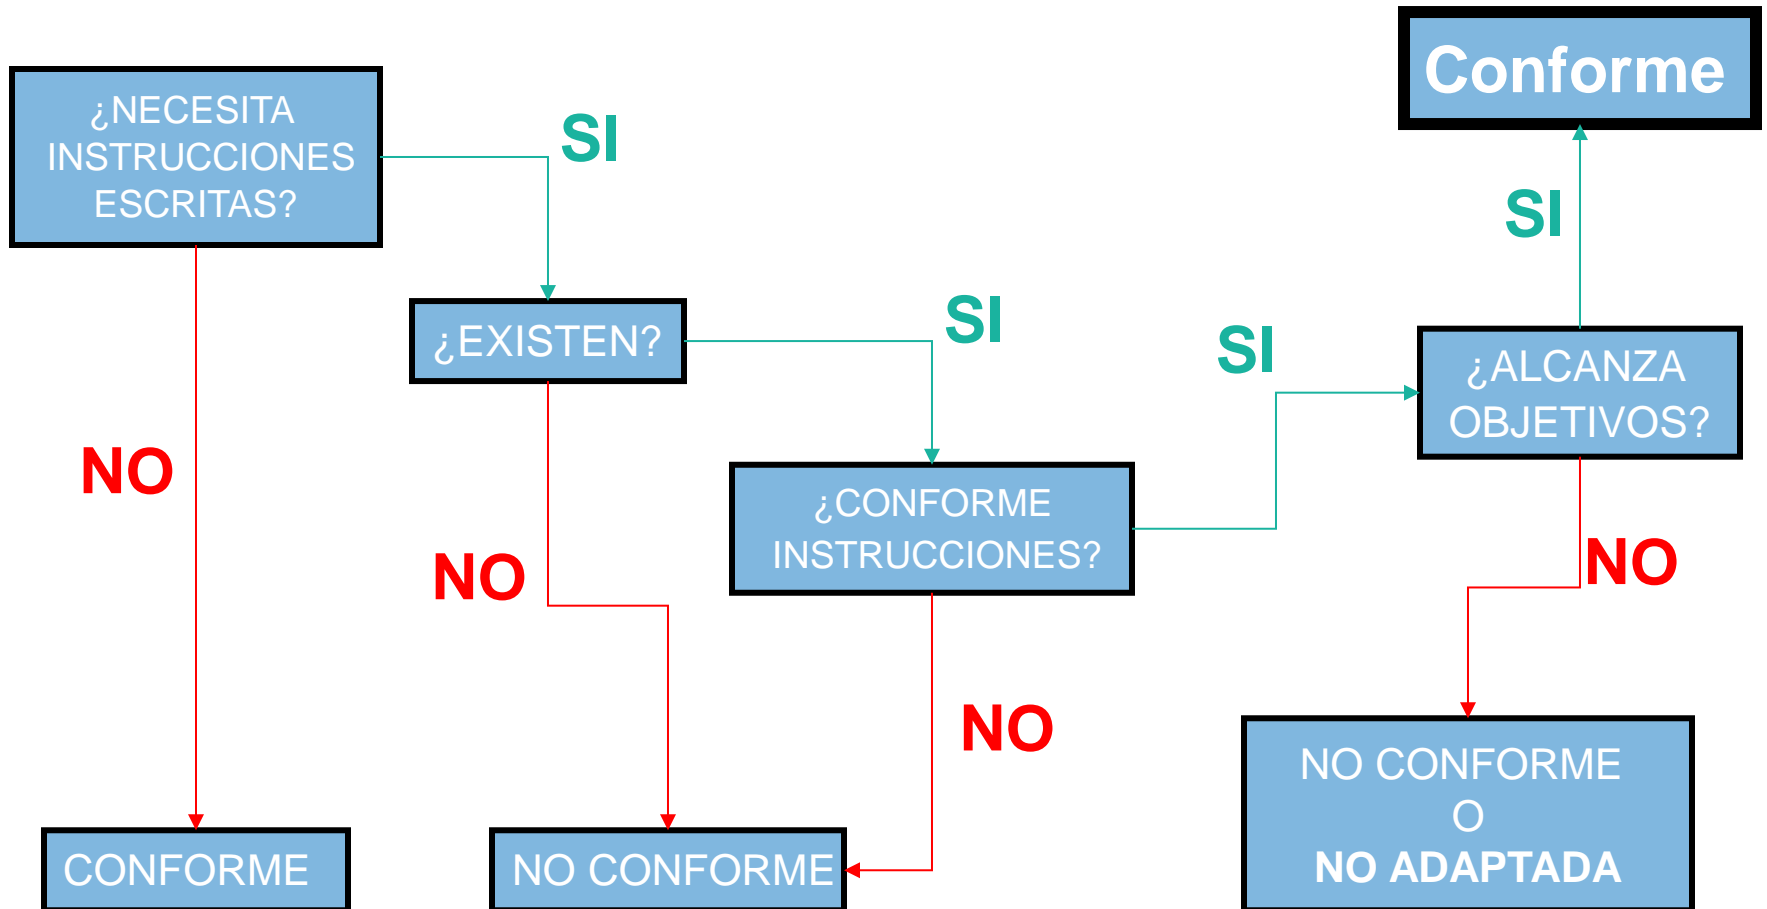 Conforme
¿NECESITA
INSTRUCCIONES
ESCRITAS?
SI
SI
¿EXISTEN?
SI
SI
¿ALCANZA
OBJETIVOS?
NO
¿CONFORME
INSTRUCCIONES?
NO
NO
NO
NO CONFORME
O
NO ADAPTADA
CONFORME
NO CONFORME